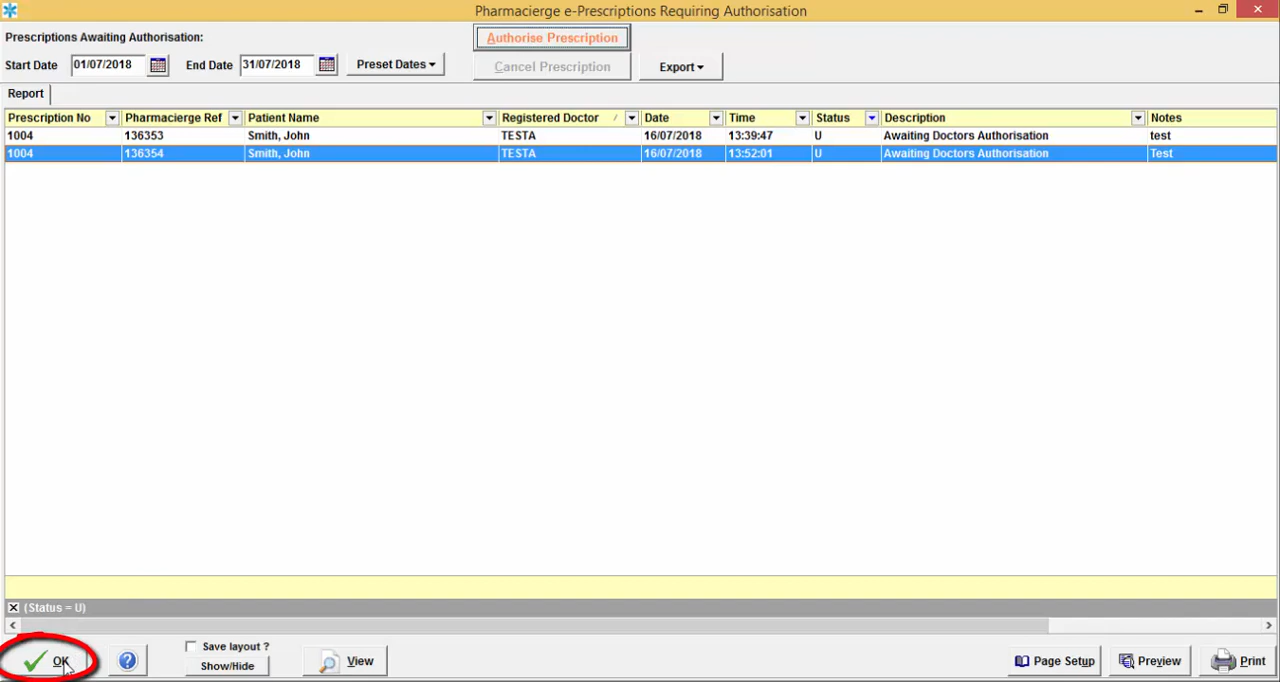 Pharmacierge e-Prescriptions Requiring Authorisation
Prescriptions Awaiting Authorisation:
Authorise Prescription
Start Date 01/07/2018 End Date 31/07/2018 Preset Dates
Cancel Prescription Export
Report
Prescription No Pharmacierge Ref Patient Name Registered Doctor Date Time Status Description Notes
1004 136353 Smith, John TESTA 16/07/2018 13:39:47 U Awaiting Doctors Authorisation test
1004 136354 Smith, John TESTA 16/07/2018 13:52:01 U Awaiting Doctors Authorisation Test
(Status = U)
OK Save layout ? View Page Setup Preview Print
Show/Hide